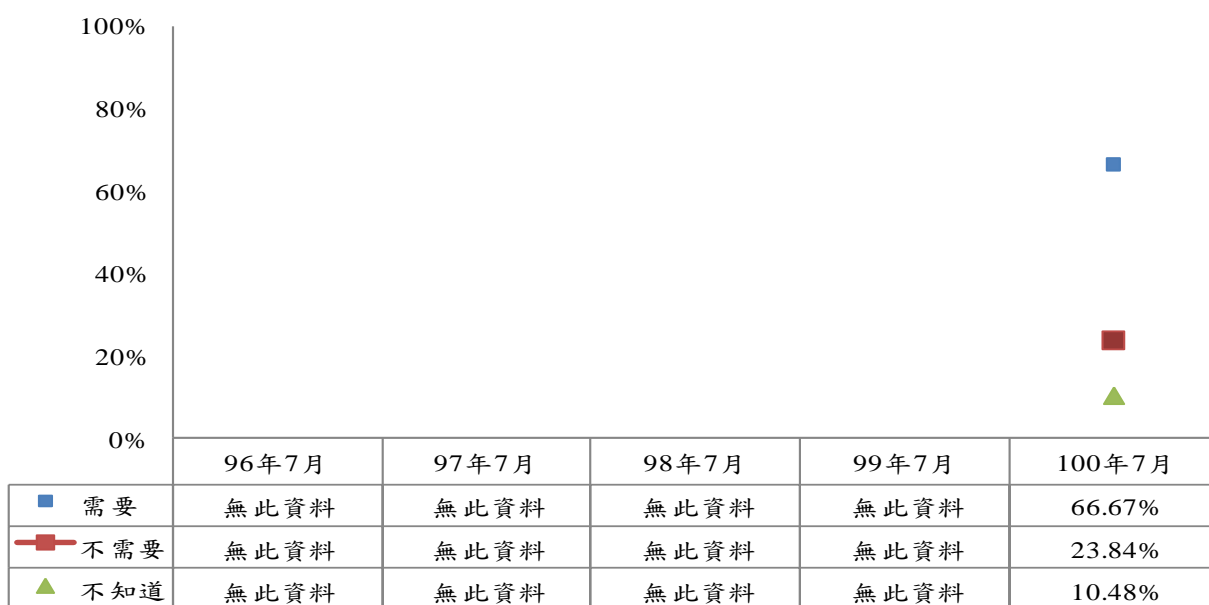 100%
80%
60%
40%
20%
0%
96年7月 97年7月 98年7月 99年7月 100年7月
需要 無此資料 無此資料 無此資料 無此資料 66.67%
不需要 無此資料 無此資料 無此資料 無此資料 23.84%
不知道 無此資料 無此資料 無此資料 無此資料 10.48%